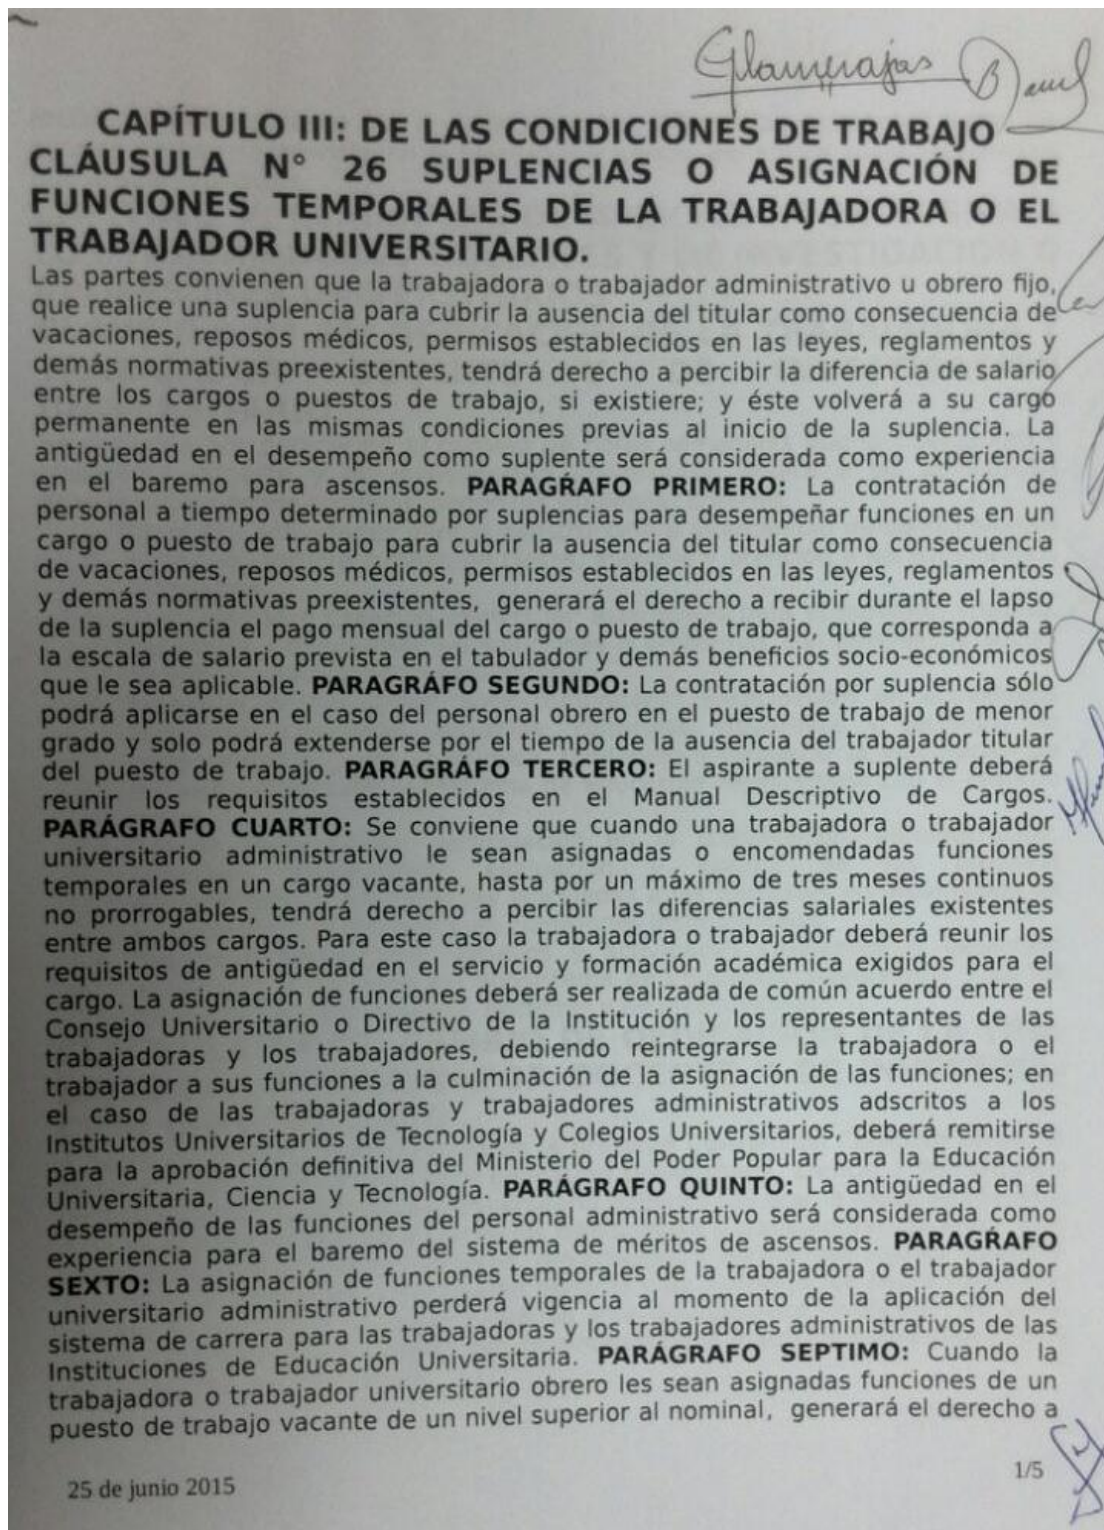 CAPÍTULO III: DE LAS CONDICIONES DE TRABAJO
CLÁUSULA N° 26 SUPLENCIAS O ASIGNACIÓN DE
FUNCIONES TEMPORALES DE LA TRABAJADORA O EL
TRABAJADOR UNIVERSITARIO.
Las partes convienen que la trabajadora o trabajador administrativo u obrero fijo,
que realice una suplencia para cubrir la ausencia del titular como consecuencia de
vacaciones, reposos médicos, permisos establecidos en las leyes, reglamentos y
demás normativas preexistentes, tendrá derecho a percibir la diferencia de salario
entre los cargos o puestos de trabajo, si existiere; y éste volverá a su cargo
permanente en las mismas condiciones previas al inicio de la suplencia. La
antigüedad en el desempeño como suplente será considerada como experiencia
en el baremo para ascensos. PARAGŔAFO PRIMERO: La contratación de
personal a tiempo determinado por suplencias para desempeñar funciones en un
cargo o puesto de trabajo para cubrir la ausencia del titular como consecuencia
de vacaciones, reposos médicos, permisos establecidos en las leyes, reglamentos
y demás normativas preexistentes, generará el derecho a recibir durante el lapso
de la suplencia el pago mensual del cargo o puesto de trabajo, que corresponda a
la escala de salario prevista en el tabulador y demás beneficios socio-económicos
que le sea aplicable. PARAGRÁFO SEGUNDO: La contratación por suplencia sólo
podrá aplicarse en el caso del personal obrero en el puesto de trabajo de menor
grado y solo podrá extenderse por el tiempo de la ausencia del trabajador titular
del puesto de trabajo. PARAGRÁFO TERCERO: El aspirante a suplente deberá
reunir los requisitos establecidos en el Manual Descriptivo de Cargos.
PARÁGRAFO CUARTO: Se conviene que cuando una trabajadora o trabajador
universitario administrativo le sean asignadas o encomendadas funciones
temporales en un cargo vacante, hasta por un máximo de tres meses continuos
no prorrogables, tendrá derecho a percibir las diferencias salariales existentes
entre ambos cargos. Para este caso la trabajadora o trabajador deberá reunir los
requisitos de antigüedad en el servicio y formación académica exigidos para el
cargo. La asignación de funciones deberá ser realizada de común acuerdo entre el
Consejo Universitario o Directivo de la Institución y los representantes de las
trabajadoras y los trabajadores, debiendo reintegrarse la trabajadora o el
trabajador a sus funciones a la culminación de la asignación de las funciones; en
el caso de las trabajadoras y trabajadores administrativos adscritos a los
Institutos Universitarios de Tecnología y Colegios Universitarios, deberá remitirse
para la aprobación definitiva del Ministerio del Poder Popular para la Educación
Universitaria, Ciencia y Tecnología. PARÁGRAFO QUINTO: La antigüedad en el
desempeño de las funciones del personal administrativo será considerada como
experiencia para el baremo del sistema de méritos de ascensos. PARAGŔAFO
SEXTO: La asignación de funciones temporales de la trabajadora o el trabajador
universitario administrativo perderá vigencia al momento de la aplicación del
sistema de carrera para las trabajadoras y los trabajadores administrativos de las
Instituciones de Educación Universitaria. PARÁGRAFO SEPTIMO: Cuando la
trabajadora o trabajador universitario obrero les sean asignadas funciones de un
puesto de trabajo vacante de un nivel superior al nominal, generará el derecho a
25 de junio 2015
1/5